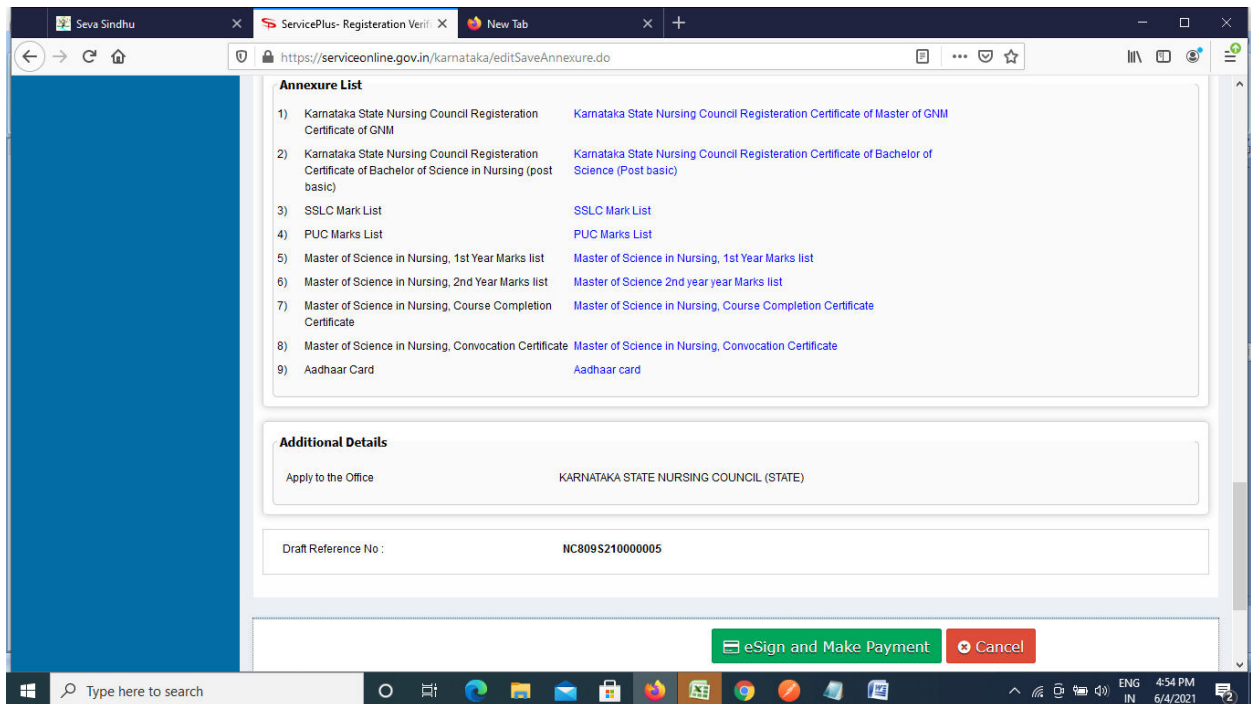 Seva Sindhu
ServicePlus- Registeration Verifi
New Tab
https://serviceonline.gov.in/karnataka/editSaveAnnexure.do
Annexure List
1) Karnataka State Nursing Council Registeration Karnataka State Nursing Council Registeration Certificate of Master of GNM
Certificate of GNM
2) Karnataka State Nursing Council Registeration Karnataka State Nursing Council Registeration Certificate of Bachelor of
Certificate of Bachelor of Science in Nursing (post Science (Post basic)
basic)
3) SSLC Mark List SSLC Mark List
4) PUC Marks List PUC Marks List
5) Master of Science in Nursing, 1st Year Marks list Master of Science in Nursing, 1st Year Marks list
6) Master of Science in Nursing, 2nd Year Marks list Master of Science 2nd year year Marks list
7) Master of Science in Nursing, Course Completion Master of Science in Nursing, Course Completion Certificate
Certificate
8) Master of Science in Nursing, Convocation Certificate Master of Science in Nursing, Convocation Certificate
9) Aadhaar Card Aadhaar card
Additional Details
Apply to the Office KARNATAKA STATE NURSING COUNCIL (STATE)
Draft Reference No : NC809S210000005
eSign and Make Payment Cancel
Type here to search
ENG 4:54 PM
IN 6/4/2021
2